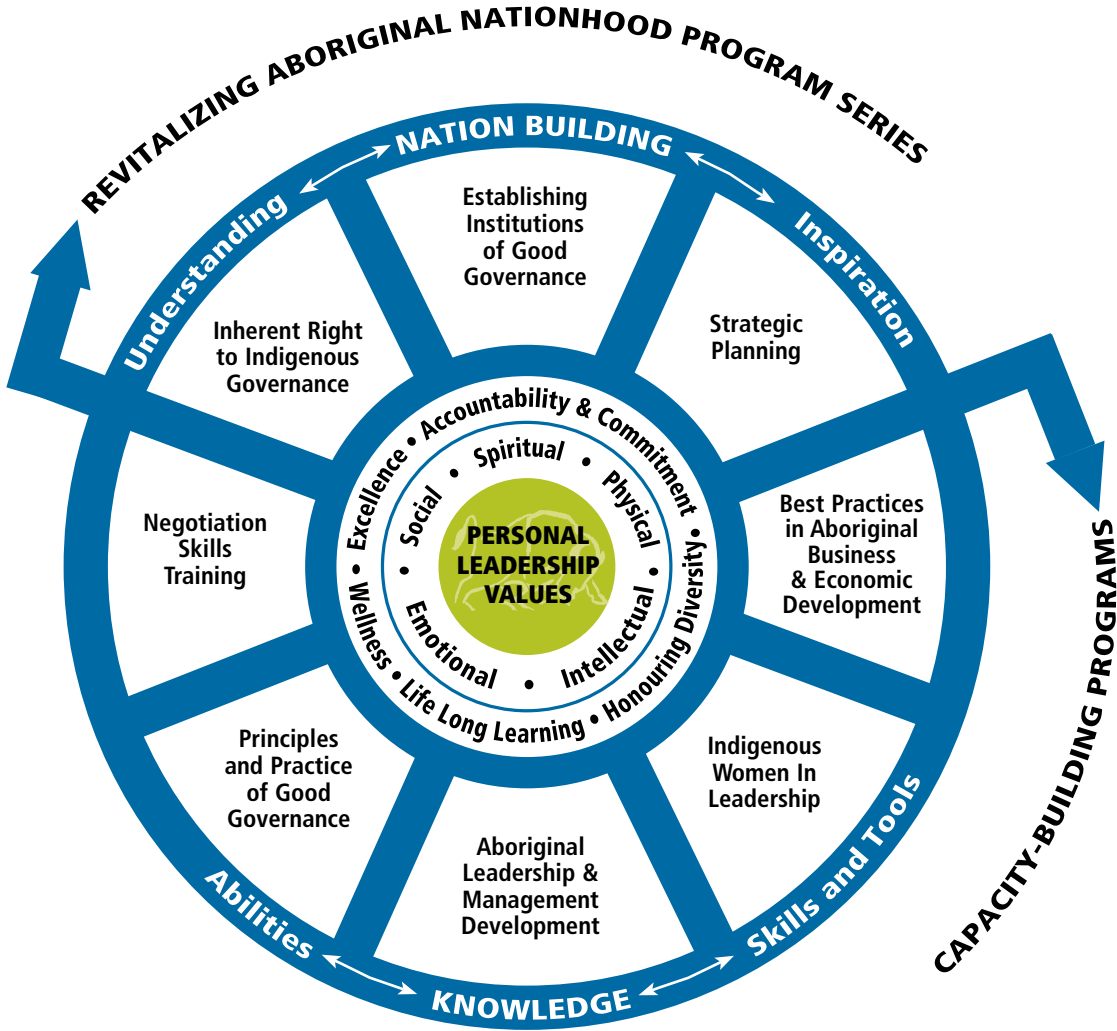 REVITALIZING ABORIGINAL NATIONHOOD PROGRAM SERIES
NATION BUILDING
Understanding
Inspiration
Establishing
Institutions
of Good
Governance
Inherent Right
to Indigenous
Governance
Strategic
Planning
Negotiation
Skills
Training
Best Practices
in Aboriginal
Business
& Economic
Development
• Excellence • Accountability & Commitment •
Wellness • Life Long Learning • Honouring Diversity
• Social • Spiritual • Physical •
Emotional • Intellectual
PERSONAL
LEADERSHIP
VALUES
Principles
and Practice
of Good
Governance
Indigenous
Women In
Leadership
Aboriginal
Leadership &
Management
Development
Abilities
KNOWLEDGE
Skills and Tools
CAPACITY-BUILDING PROGRAMS